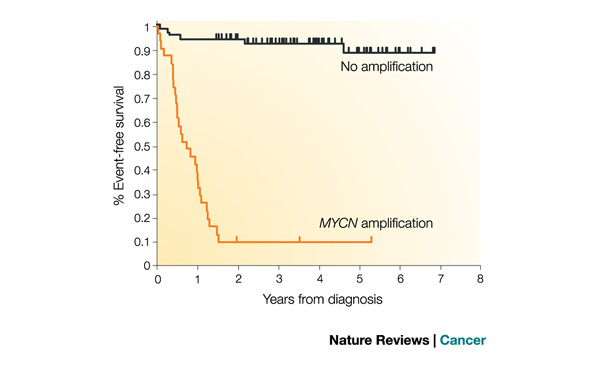 % Event-free survival
1
0.9
0.8
0.7
0.6
0.5
0.4
0.3
0.2
0.1
0
No amplification
MYCN amplification
0 1 2 3 4 5 6 7 8
Years from diagnosis
Nature Reviews | Cancer